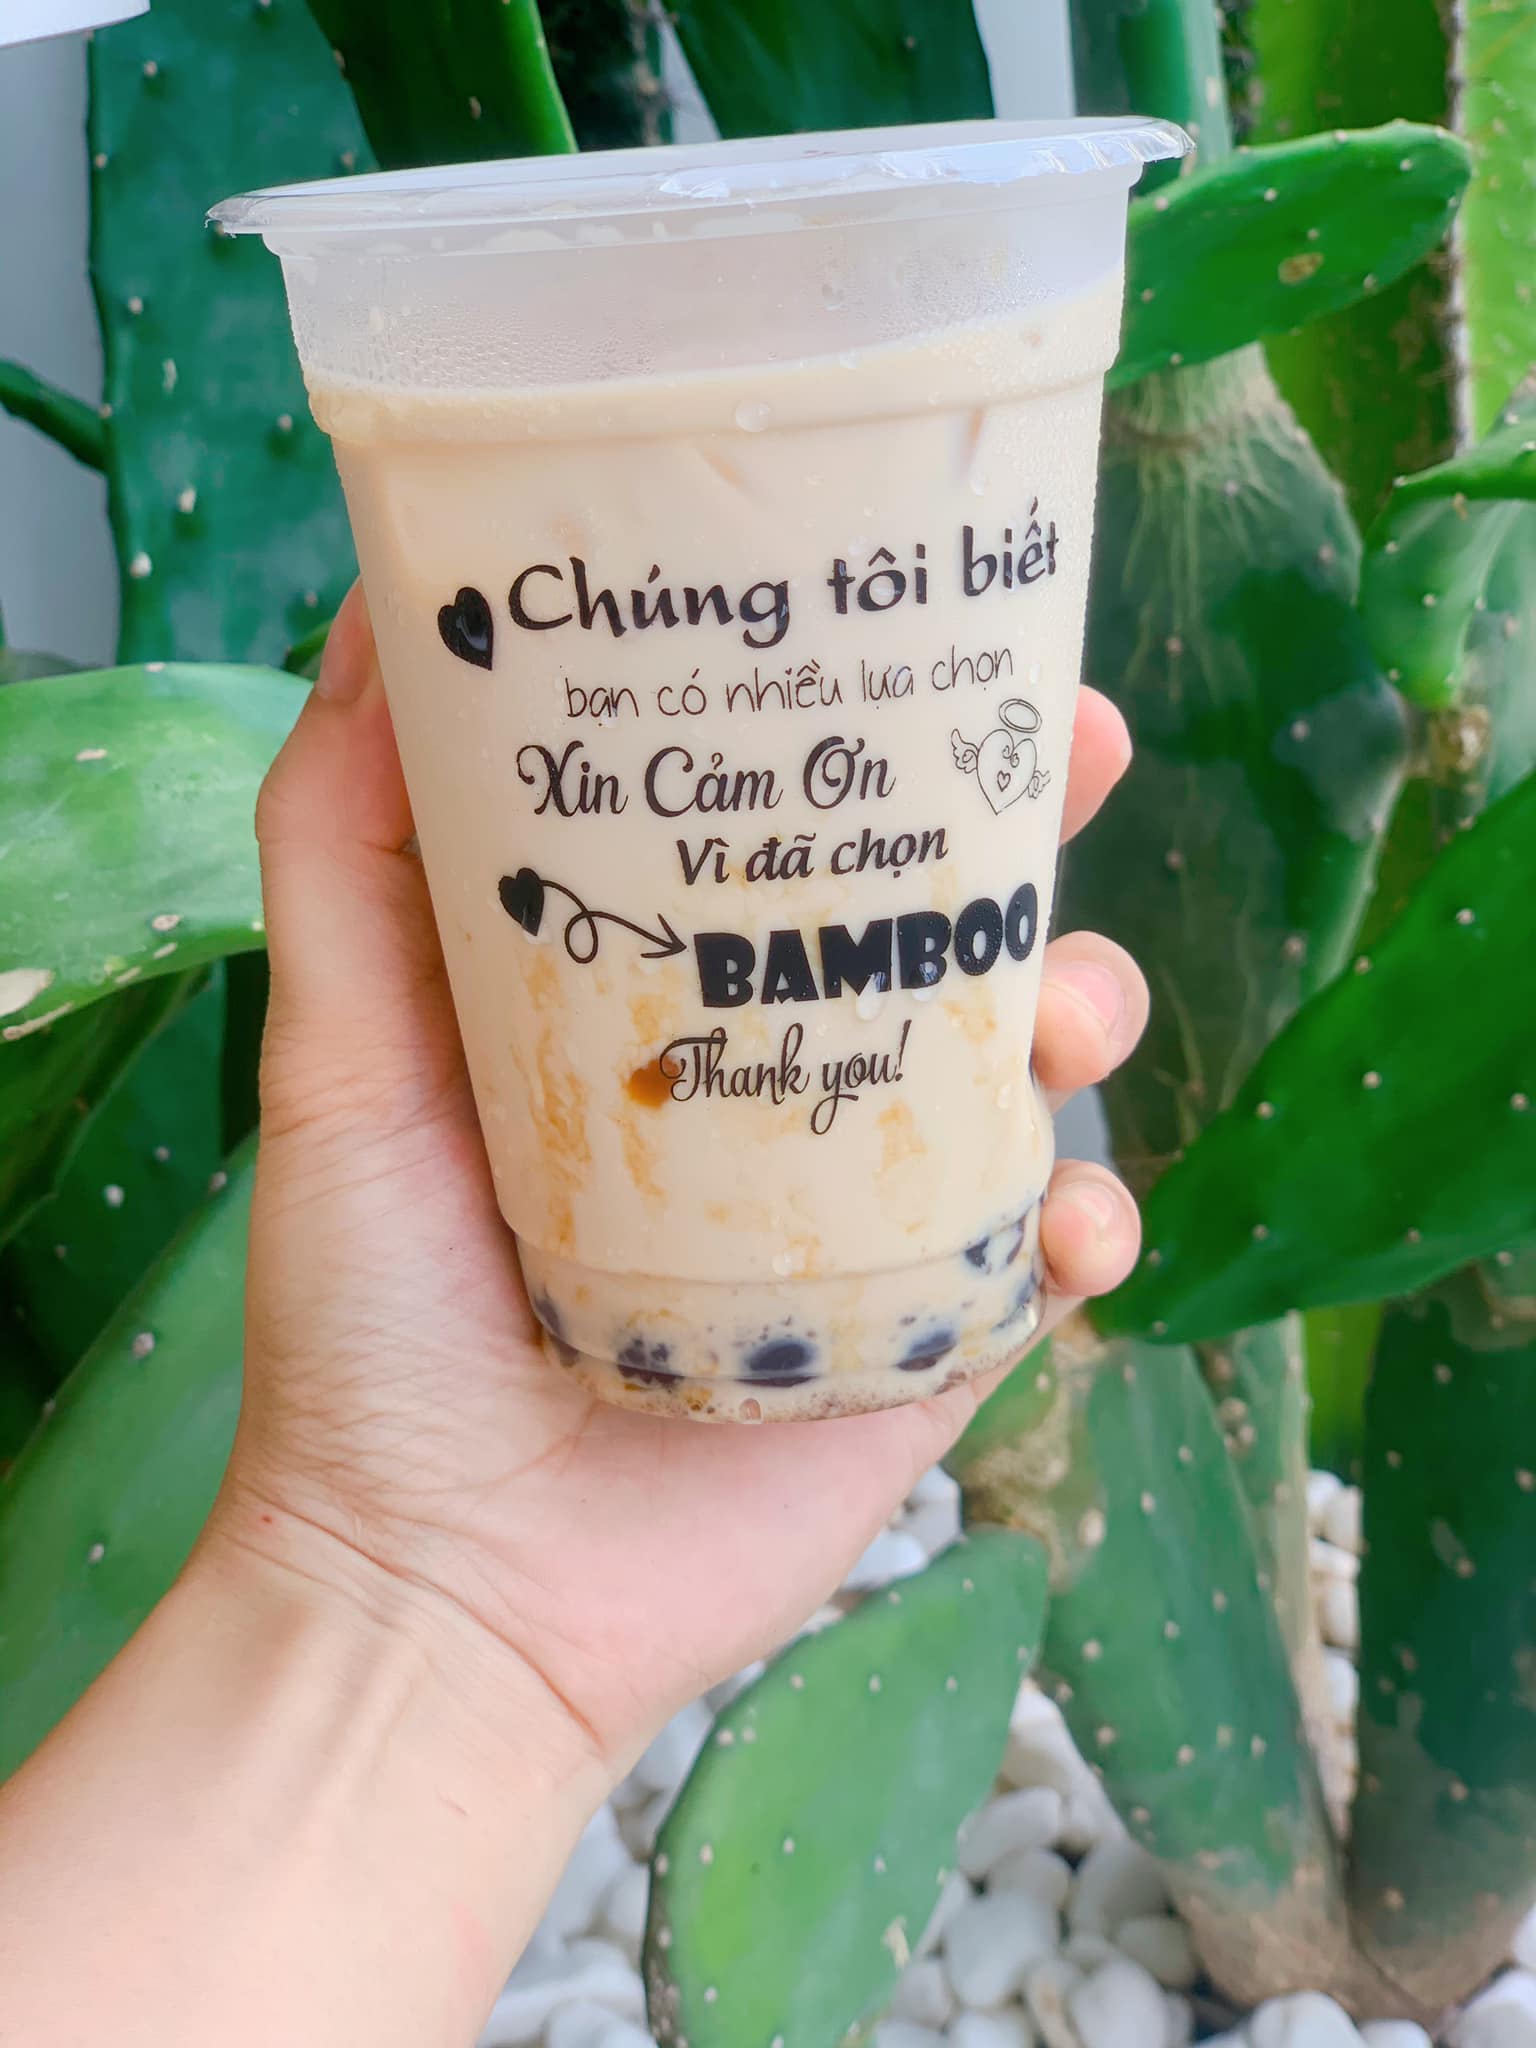 Chúng tôi biết
bạn có nhiều lựa chọn
Xin Cảm Ơn
Vì đã chọn
BAMBOO
Thank you!